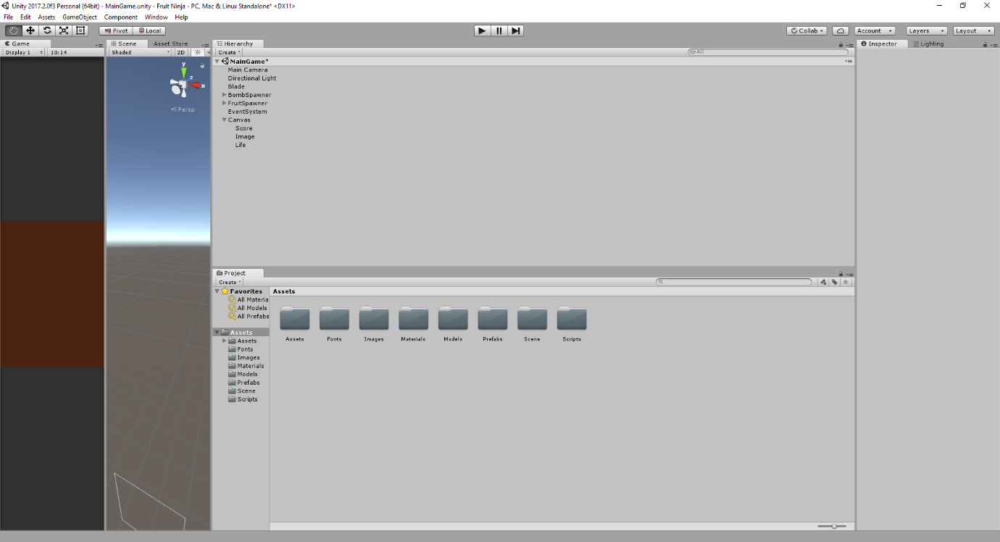 Unity 2017.2.0f3 Personal (64bit) - MainGame.unity - Fruit Ninja - PC, Mac & Linux Standalone* <DX11>
File Edit Assets GameObject Component Window Help
Pivot Local Collab Account Layers Layout
Game Scene Asset Store Hierarchy Inspector Lighting
Display 1 10:14 Shaded 2D Create All
MainGame*
Main Camera
Directional Light
Blade
BombSpawner
FruitSpawner
EventSystem
Canvas
Score
Image
Life
y
z
x
Persp
Project
Create
Favorites
All Materia
All Models
All Prefabs
Assets
Assets
Fonts
Images
Materials
Models
Prefabs
Scene
Scripts
Assets
Assets Fonts Images Materials Models Prefabs Scene Scripts